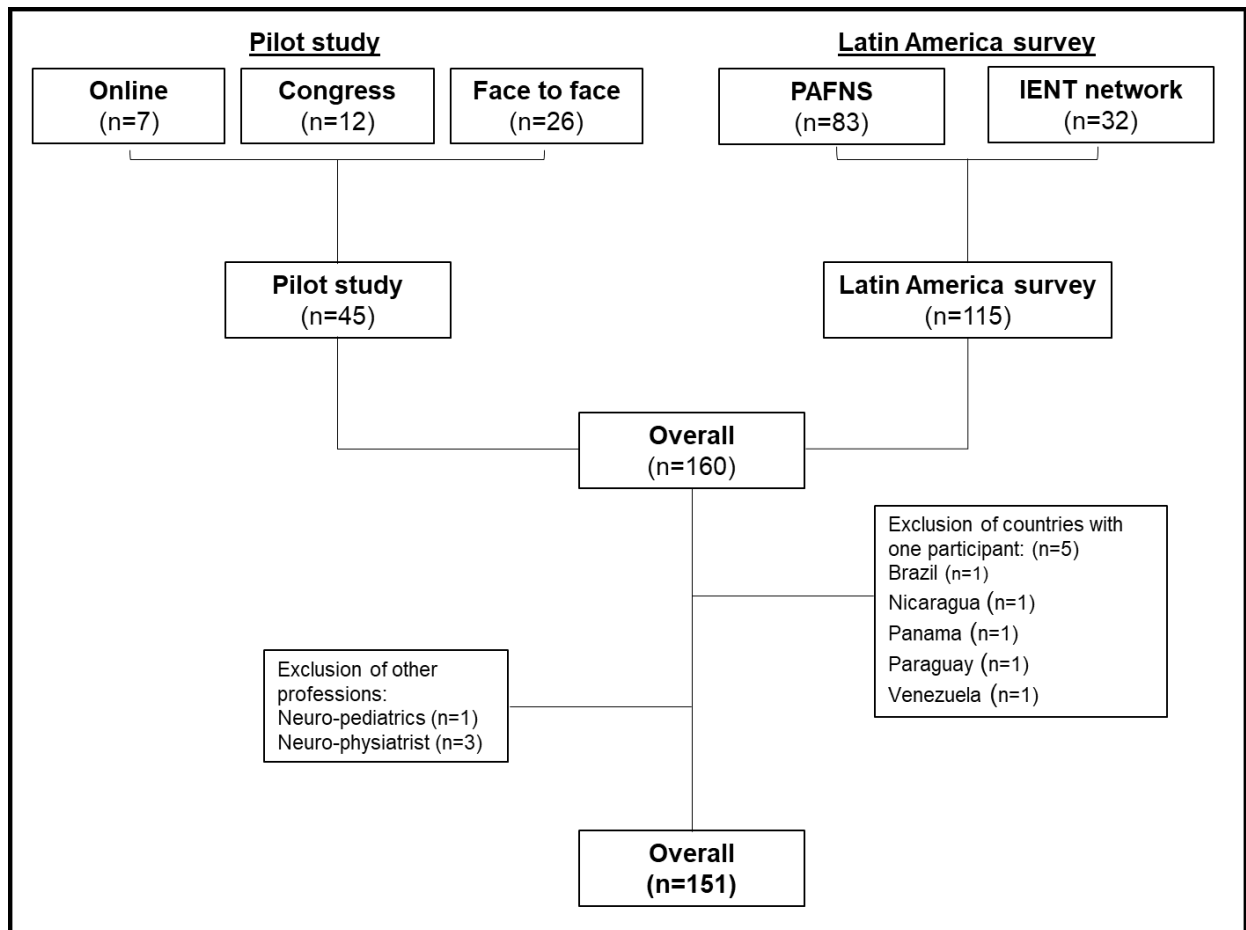 Pilot study
Latin America survey
Online
(n=7)
Congress
(n=12)
Face to face
(n=26)
PAFNS
(n=83)
IENT network
(n=32)
Pilot study
(n=45)
Latin America survey
(n=115)
Overall
(n=160)
Exclusion of countries with
one participant: (n=5)
Brazil (n=1)
Nicaragua (n=1)
Panama (n=1)
Paraguay (n=1)
Venezuela (n=1)
Exclusion of other
professions:
Neuro-pediatrics (n=1)
Neuro-physiatrist (n=3)
Overall
(n=151)